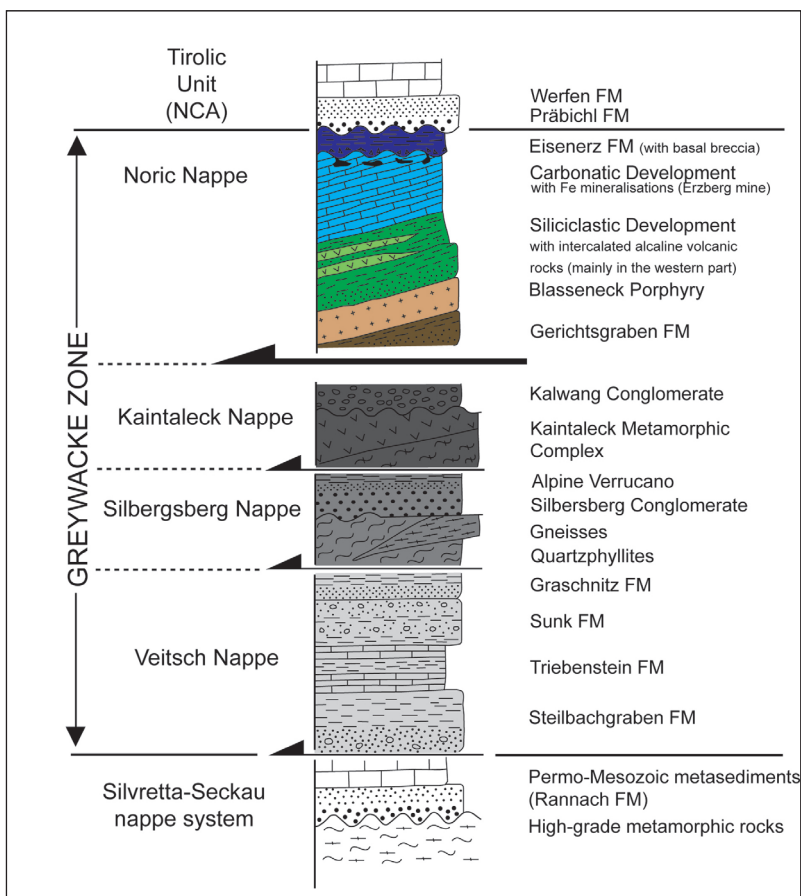 Tirolic
Unit
(NCA)
Werfen FM
Präbichl FM
GREYWACKE ZONE
Noric Nappe
Eisenerz FM (with basal breccia)
Carbonatic Development
with Fe mineralisations (Erzberg mine)
Siliciclastic Development
with intercalated alcaline volcanic
rocks (mainly in the western part)
Blasseneck Porphyry
Gerichtsgraben FM
Kaintaleck Nappe
Kalwang Conglomerate
Kaintaleck Metamorphic
Complex
Silbergsberg Nappe
Alpine Verrucano
Silbersberg Conglomerate
Gneisses
Quartzphyllites
Veitsch Nappe
Graschnitz FM
Sunk FM
Triebenstein FM
Steilbachgraben FM
Silvretta-Seckau
nappe system
Permo-Mesozoic metasediments
(Rannach FM)
High-grade metamorphic rocks